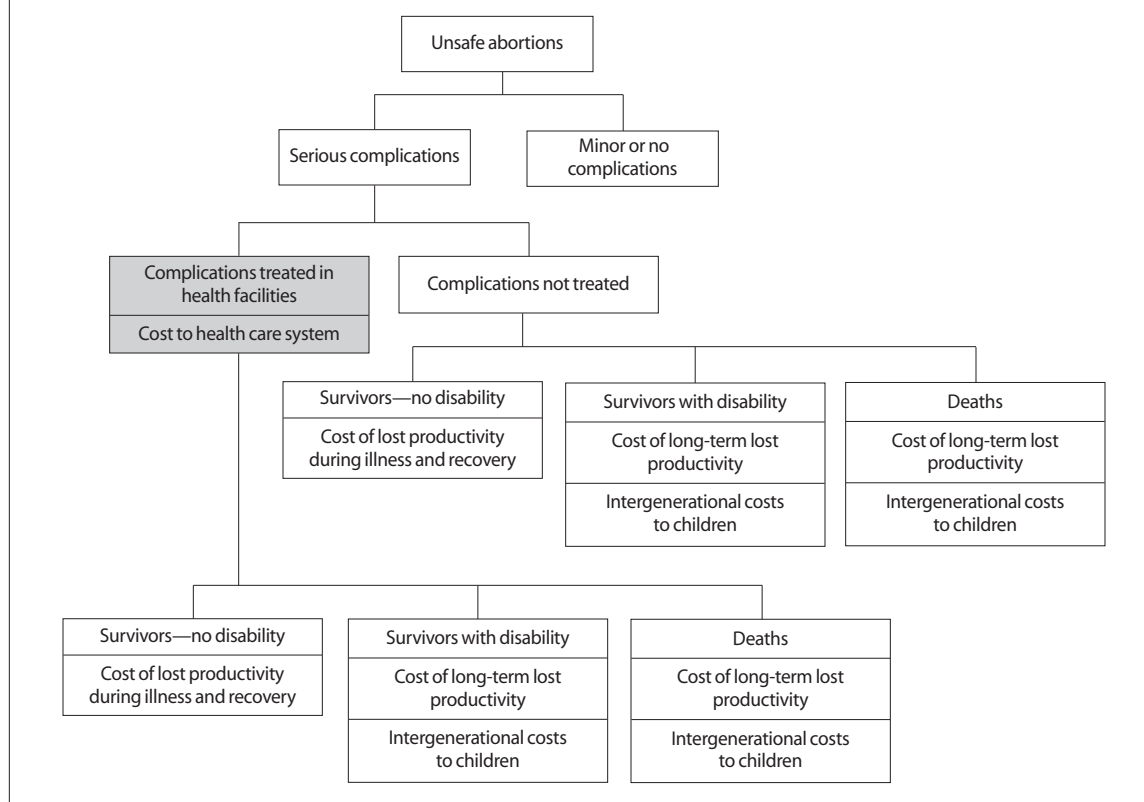 Unsafe abortions
Serious complications
Minor or no
complications
Complications treated in
health facilities
Cost to health care system
Complications not treated
Survivors—no disability
Cost of lost productivity
during illness and recovery
Survivors with disability
Cost of long-term lost
productivity
Intergenerational costs
to children
Deaths
Cost of long-term lost
productivity
Intergenerational costs
to children
Survivors—no disability
Cost of lost productivity
during illness and recovery
Survivors with disability
Cost of long-term lost
productivity
Intergenerational costs
to children
Deaths
Cost of long-term lost
productivity
Intergenerational costs
to children